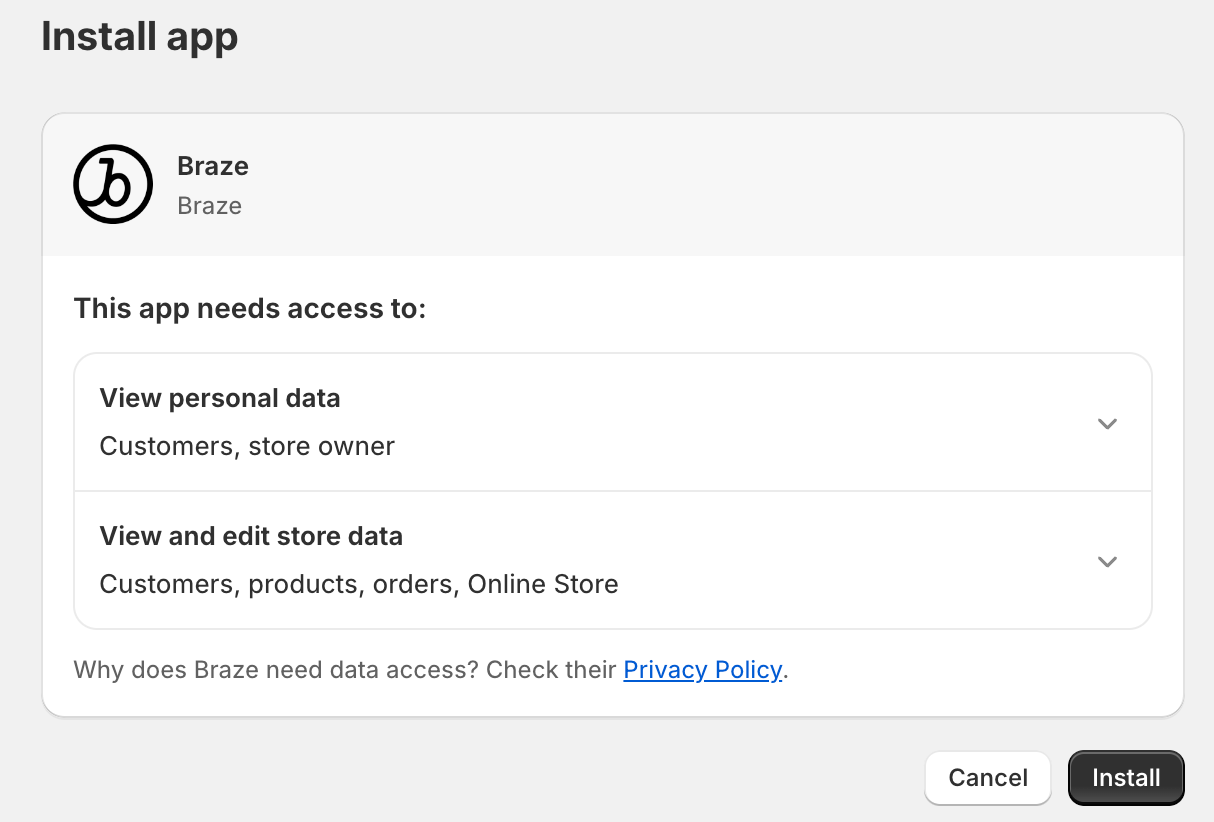 Install app
Braze
Braze
This app needs access to:
View personal data
Customers, store owner
View and edit store data
Customers, products, orders, Online Store
Why does Braze need data access? Check their Privacy Policy.
Cancel
Install